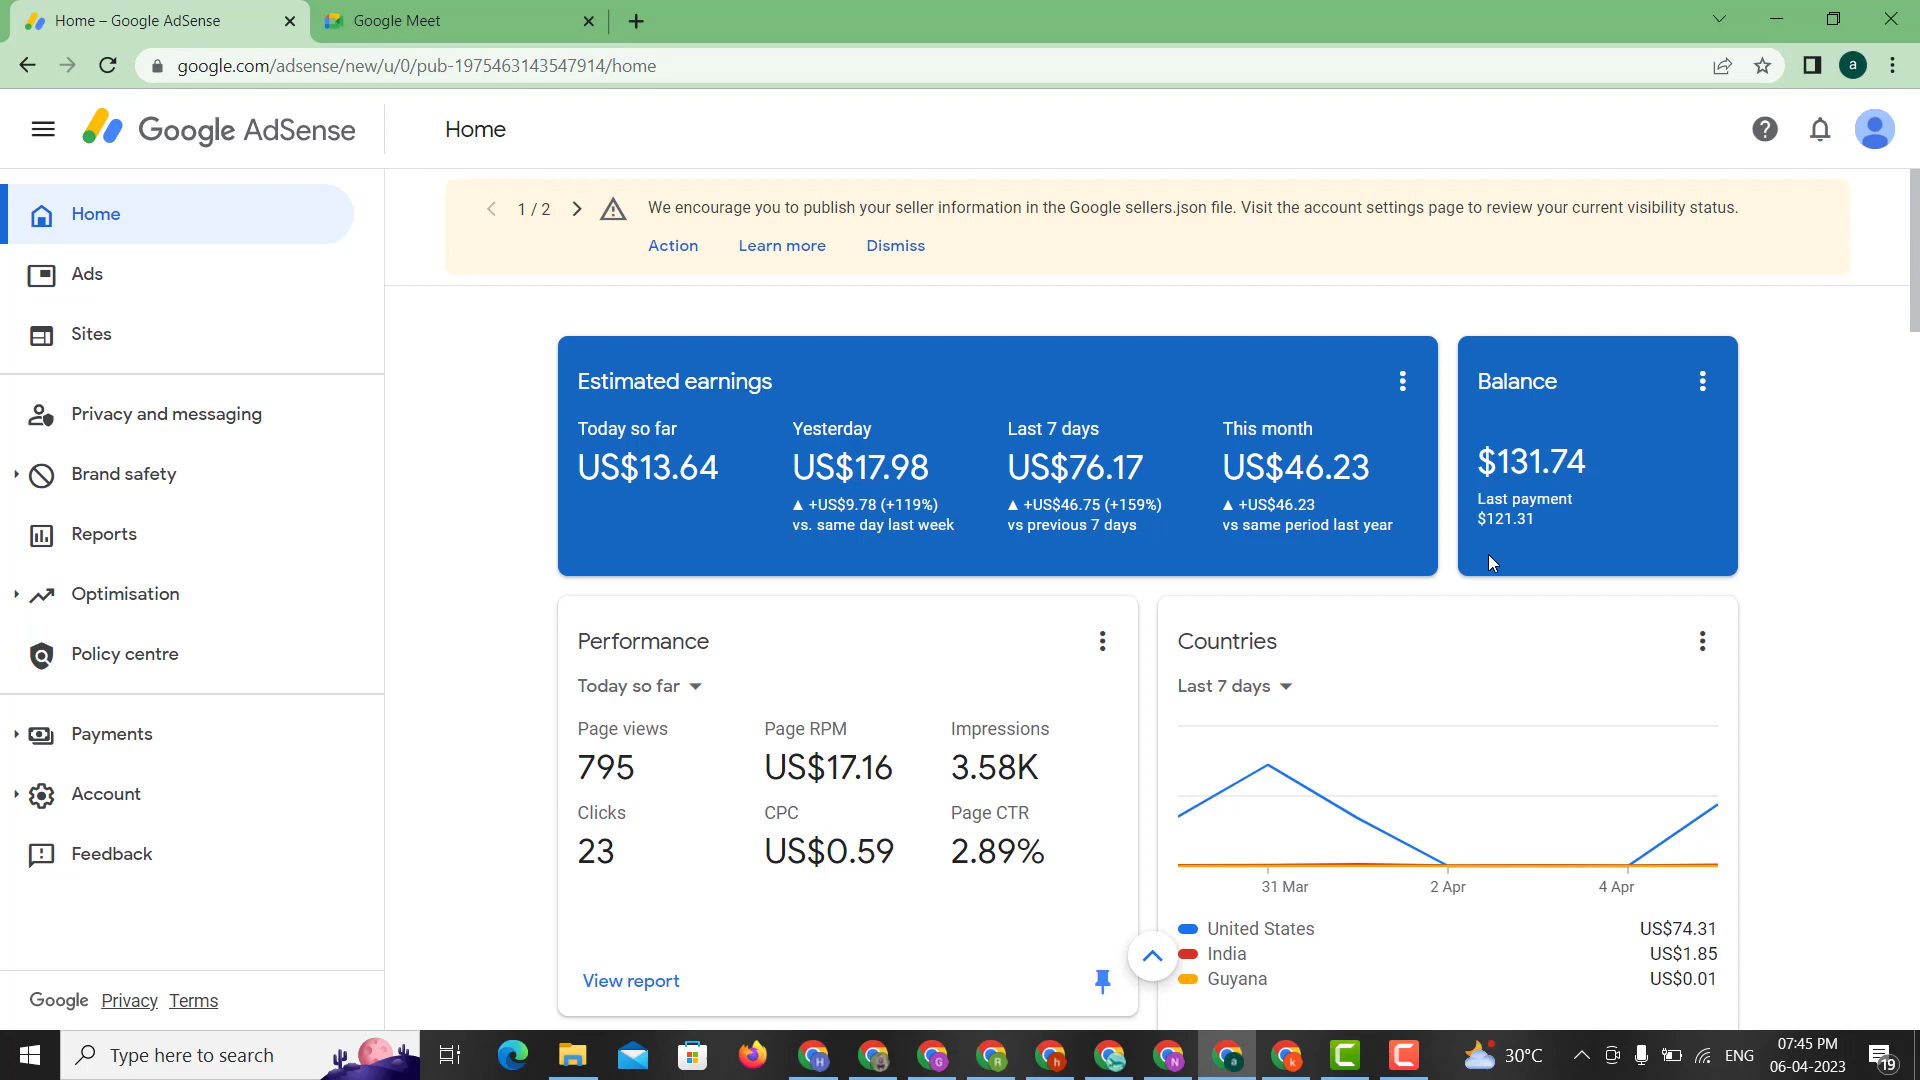 Home – Google AdSense
Google Meet
google.com/adsense/new/u/0/pub-1975463143547914/home
a
Google AdSense
Home
?
Home
Ads
Sites
Privacy and messaging
Brand safety
Reports
Optimisation
Policy centre
Payments
Account
Feedback
Google Privacy Terms
1 / 2
We encourage you to publish your seller information in the Google sellers.json file. Visit the account settings page to review your current visibility status.
Action Learn more Dismiss
Estimated earnings
Today so far
US$13.64
Yesterday
US$17.98
▲ +US$9.78 (+119%)
vs. same day last week
Last 7 days
US$76.17
▲ +US$46.75 (+159%)
vs previous 7 days
This month
US$46.23
▲ +US$46.23
vs same period last year
Balance
$131.74
Last payment
$121.31
Performance
Today so far
Page views
795
Page RPM
US$17.16
Impressions
3.58K
Clicks
23
CPC
US$0.59
Page CTR
2.89%
View report
Countries
Last 7 days
31 Mar 2 Apr 4 Apr
United States US$74.31
India US$1.85
Guyana US$0.01
Type here to search
H
G
R
h
N
a
k
30°C
ENG
07:45 PM
06-04-2023
19